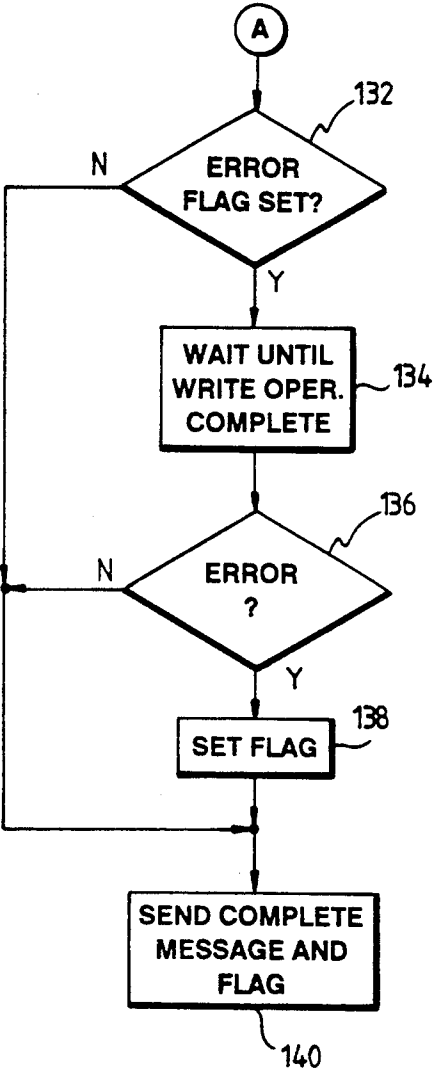 A
132
N
ERROR
FLAG SET?
Y
WAIT UNTIL
WRITE OPER.
COMPLETE
134
136
N
ERROR
?
Y
138
SET FLAG
SEND COMPLETE
MESSAGE AND
FLAG
140